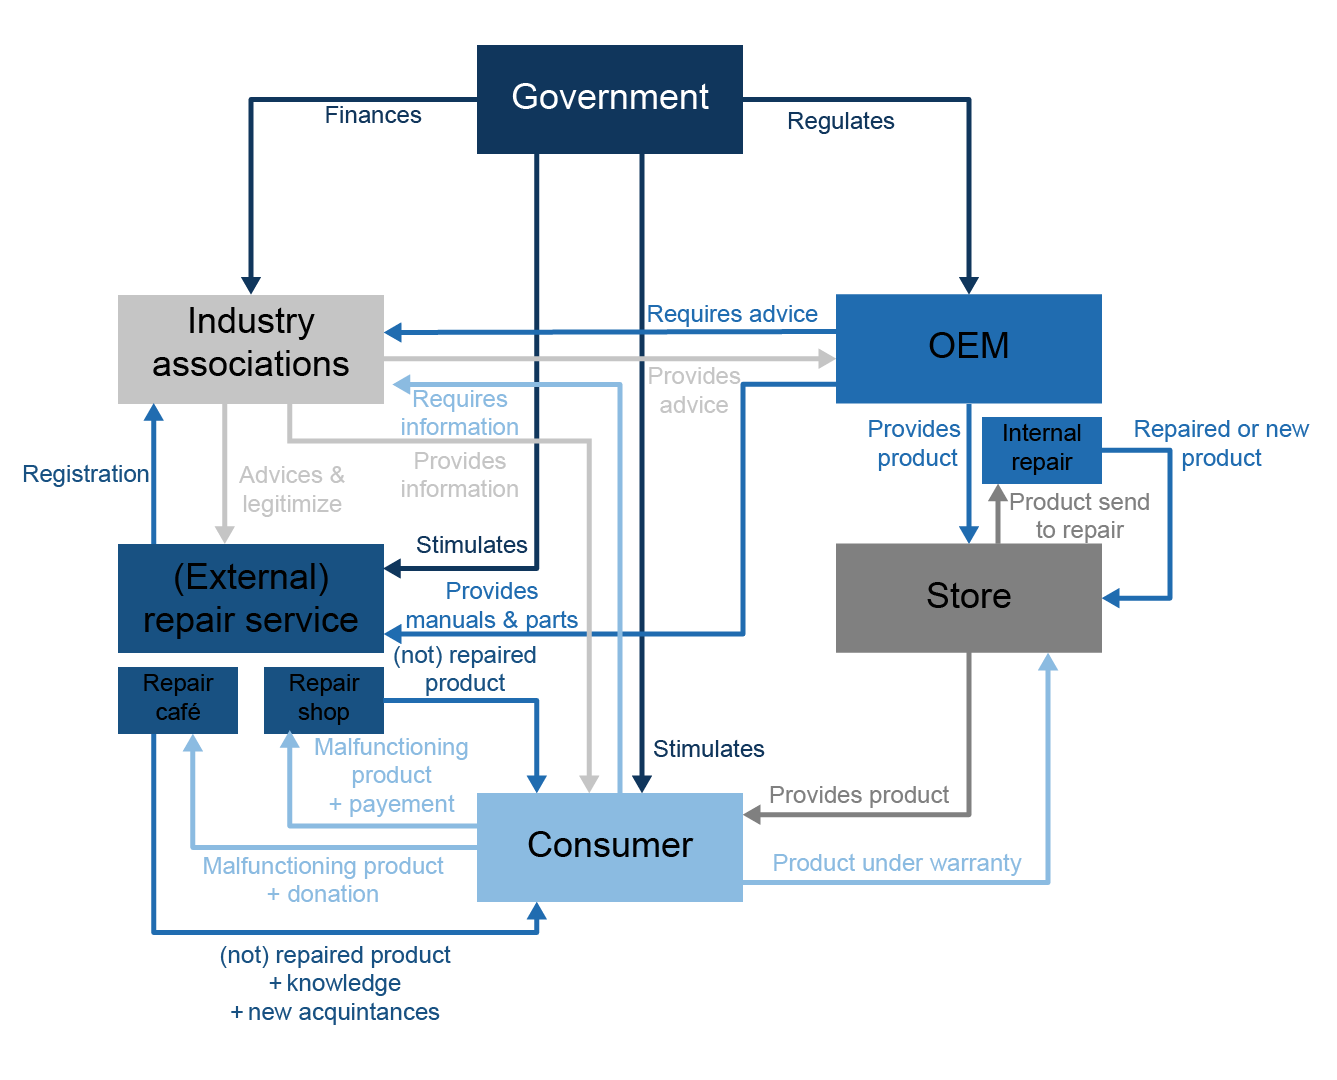 Government
Finances
Regulates
Industry
associations
Requires advice
OEM
Provides
advice
Requires
information
Provides
information
Registration
Advices &
legitimize
Provides
product
Internal
repair
Repaired or new
product
Product send
to repair
Stimulates
(External)
repair service
Provides
manuals & parts
Store
(not) repaired
product
Repair
café
Repair
shop
Malfunctioning
product
+ payement
Stimulates
Provides product
Consumer
Malfunctioning product
+ donation
Product under warranty
(not) repaired product
+ knowledge
+ new acquintances